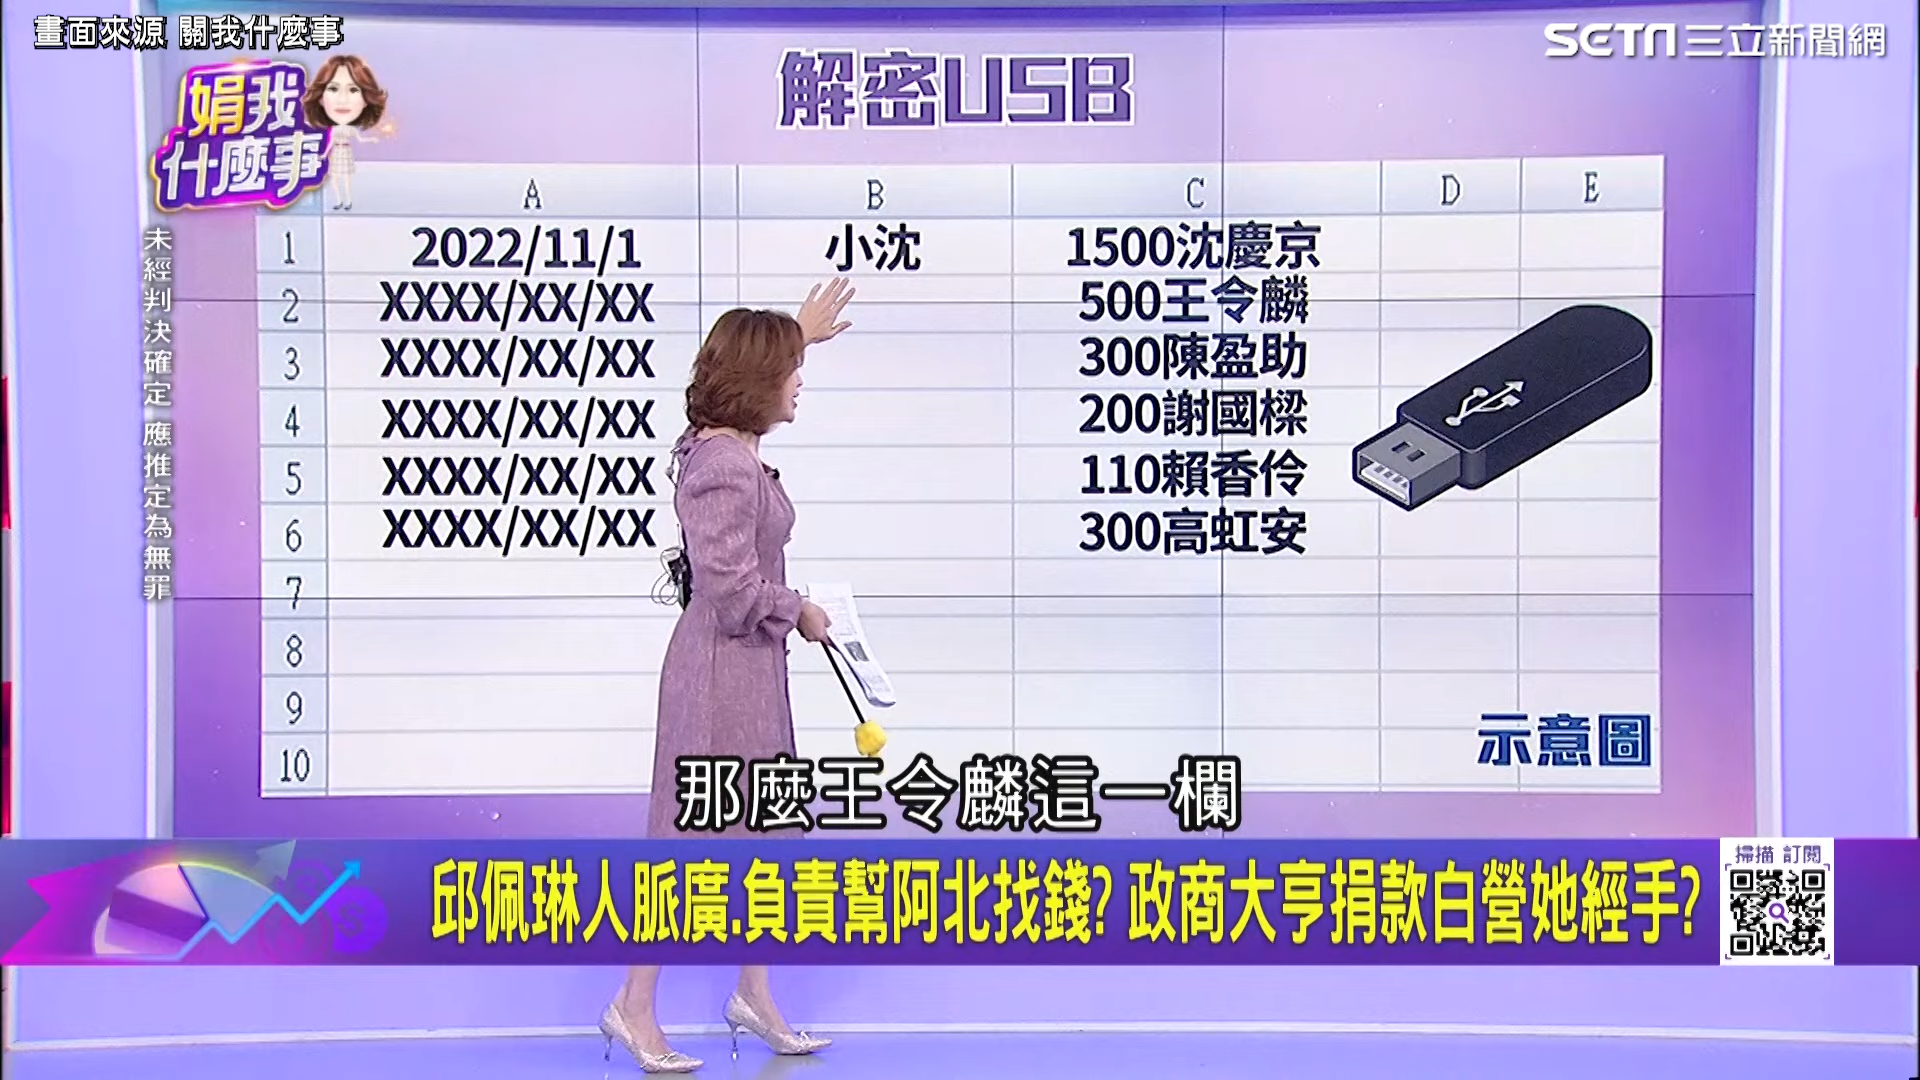 畫面來源 關我什麼事
SETN三立新聞網
娟我
什麼事
解密USB
未經判決確定 應推定為無罪
A B C D E
1 2022/11/1 小沈 1500沈慶京
2 XXXX/XX/XX 500王令麟
3 XXXX/XX/XX 300陳盈助
4 XXXX/XX/XX 200謝國樑
5 XXXX/XX/XX 110賴香伶
6 XXXX/XX/XX 300高虹安
7
8
9
10
示意圖
那麼王令麟這一欄
邱佩琳人脈廣.負責幫阿北找錢? 政商大亨捐款白營她經手?
掃描 訂閱